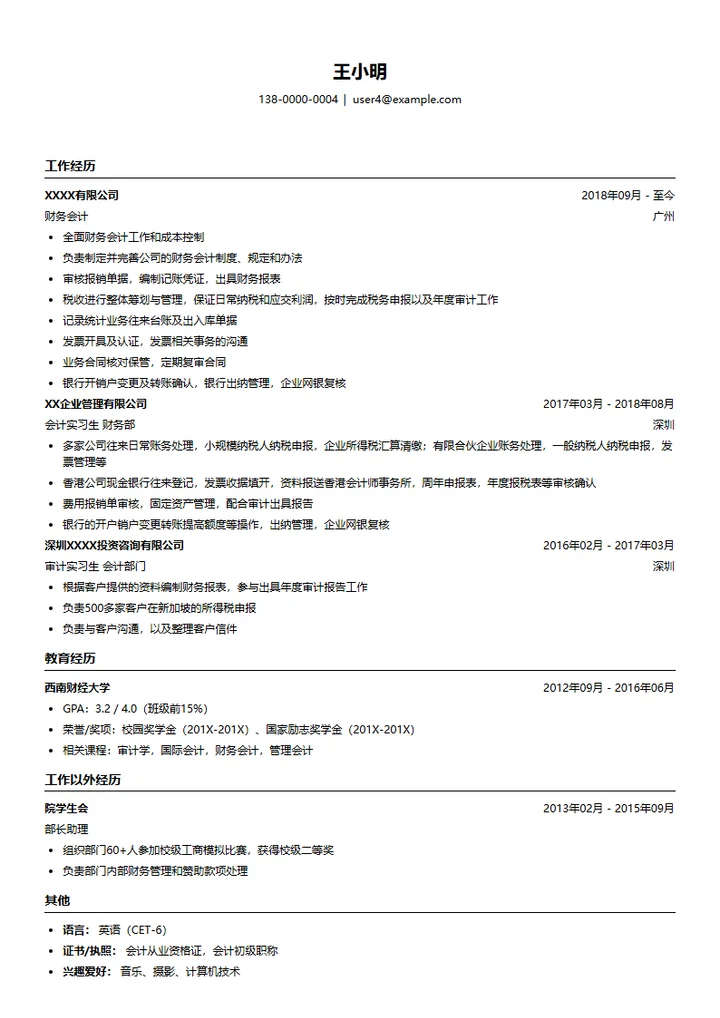 王小明
138-0000-0004 | user4@example.com
工作经历
XXXX有限公司 2018年09月 - 至今
财务会计 广州
• 全面财务会计工作和成本控制
• 负责制定并完善公司的财务会计制度、规定和办法
• 审核报销单据，编制记账凭证，出具财务报表
• 税收进行整体筹划与管理，保证日常纳税和应交利润，按时完成税务申报以及年度审计工作
• 记录统计业务往来台账及出入库单据
• 发票开具及认证，发票相关事务的沟通
• 业务合同核对保管，定期复审合同
• 银行开销户变更及转账确认，银行出纳管理，企业网银复核
XX企业管理有限公司 2017年03月 - 2018年08月
会计实习生 财务部 深圳
• 多家公司往来日常账务处理，小规模纳税人纳税申报，企业所得税汇算清缴；有限合伙企业账务处理，一般纳税人纳税申报，发
票管理等
• 香港公司现金银行往来登记，发票收据填开，资料报送香港会计师事务所，周年申报表，年度报税表等审核确认
• 费用报销单审核，固定资产管理，配合审计出具报告
• 银行的开户销户变更转账提高额度等操作，出纳管理，企业网银复核
深圳XXXX投资咨询有限公司 2016年02月 - 2017年03月
审计实习生 会计部门 深圳
• 根据客户提供的资料编制财务报表，参与出具年度审计报告工作
• 负责500多家客户在新加坡的所得税申报
• 负责与客户沟通，以及整理客户信件
教育经历
西南财经大学 2012年09月 - 2016年06月
• GPA：3.2 / 4.0（班级前15%）
• 荣誉/奖项：校园奖学金（201X-201X）、国家励志奖学金（201X-201X）
• 相关课程：审计学，国际会计，财务会计，管理会计
工作以外经历
院学生会 2013年02月 - 2015年09月
部长助理
• 组织部门60+人参加校级工商模拟比赛，获得校级二等奖
• 负责部门内部财务管理和赞助款项处理
其他
• 语言： 英语（CET-6）
• 证书/执照： 会计从业资格证，会计初级职称
• 兴趣爱好： 音乐、摄影、计算机技术